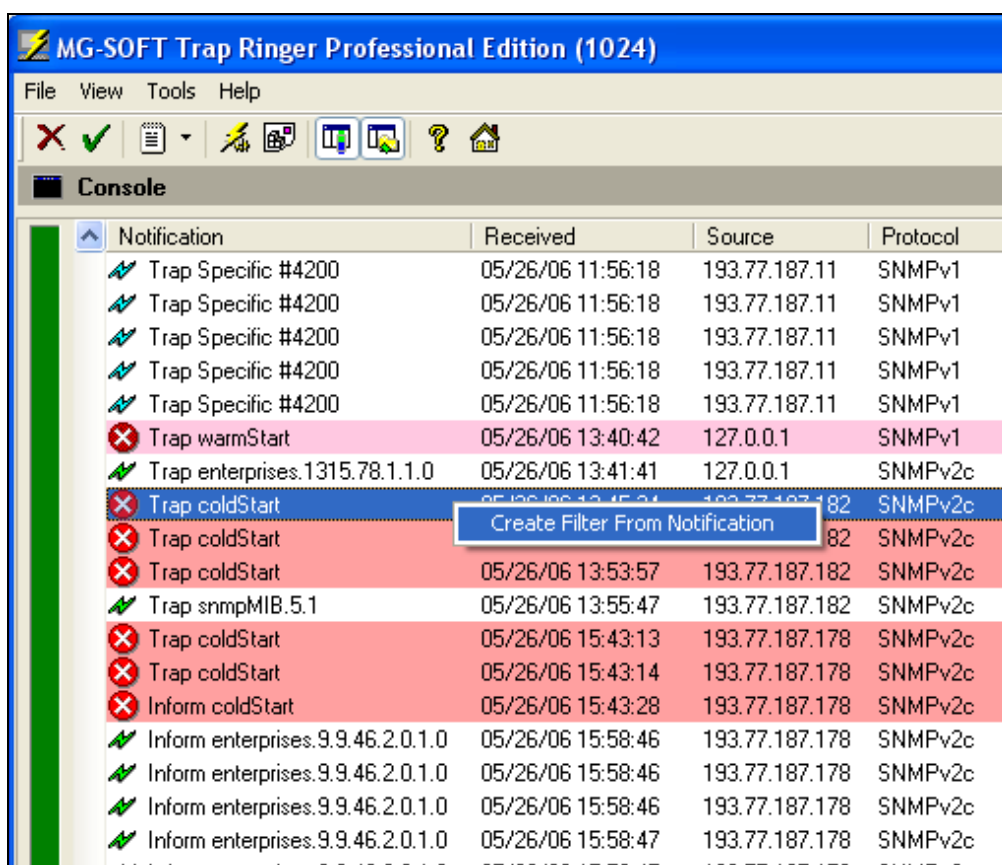 MG-SOFT Trap Ringer Professional Edition (1024)
File View Tools Help
Console
Notification Received Source Protocol
Trap Specific #4200 05/26/06 11:56:18 193.77.187.11 SNMPv1
Trap Specific #4200 05/26/06 11:56:18 193.77.187.11 SNMPv1
Trap Specific #4200 05/26/06 11:56:18 193.77.187.11 SNMPv1
Trap Specific #4200 05/26/06 11:56:18 193.77.187.11 SNMPv1
Trap Specific #4200 05/26/06 11:56:18 193.77.187.11 SNMPv1
Trap warmStart 05/26/06 13:40:42 127.0.0.1 SNMPv1
Trap enterprises.1315.78.1.1.0 05/26/06 13:41:41 127.0.0.1 SNMPv2c
Trap coldStart 82 SNMPv2c
Create Filter From Notification
Trap coldStart 82 SNMPv2c
Trap coldStart 05/26/06 13:53:57 193.77.187.182 SNMPv2c
Trap snmpMIB.5.1 05/26/06 13:55:47 193.77.187.182 SNMPv2c
Trap coldStart 05/26/06 15:43:13 193.77.187.178 SNMPv2c
Trap coldStart 05/26/06 15:43:14 193.77.187.178 SNMPv2c
Inform coldStart 05/26/06 15:43:28 193.77.187.178 SNMPv2c
Inform enterprises.9.9.46.2.0.1.0 05/26/06 15:58:46 193.77.187.178 SNMPv2c
Inform enterprises.9.9.46.2.0.1.0 05/26/06 15:58:46 193.77.187.178 SNMPv2c
Inform enterprises.9.9.46.2.0.1.0 05/26/06 15:58:46 193.77.187.178 SNMPv2c
Inform enterprises.9.9.46.2.0.1.0 05/26/06 15:58:47 193.77.187.178 SNMPv2c